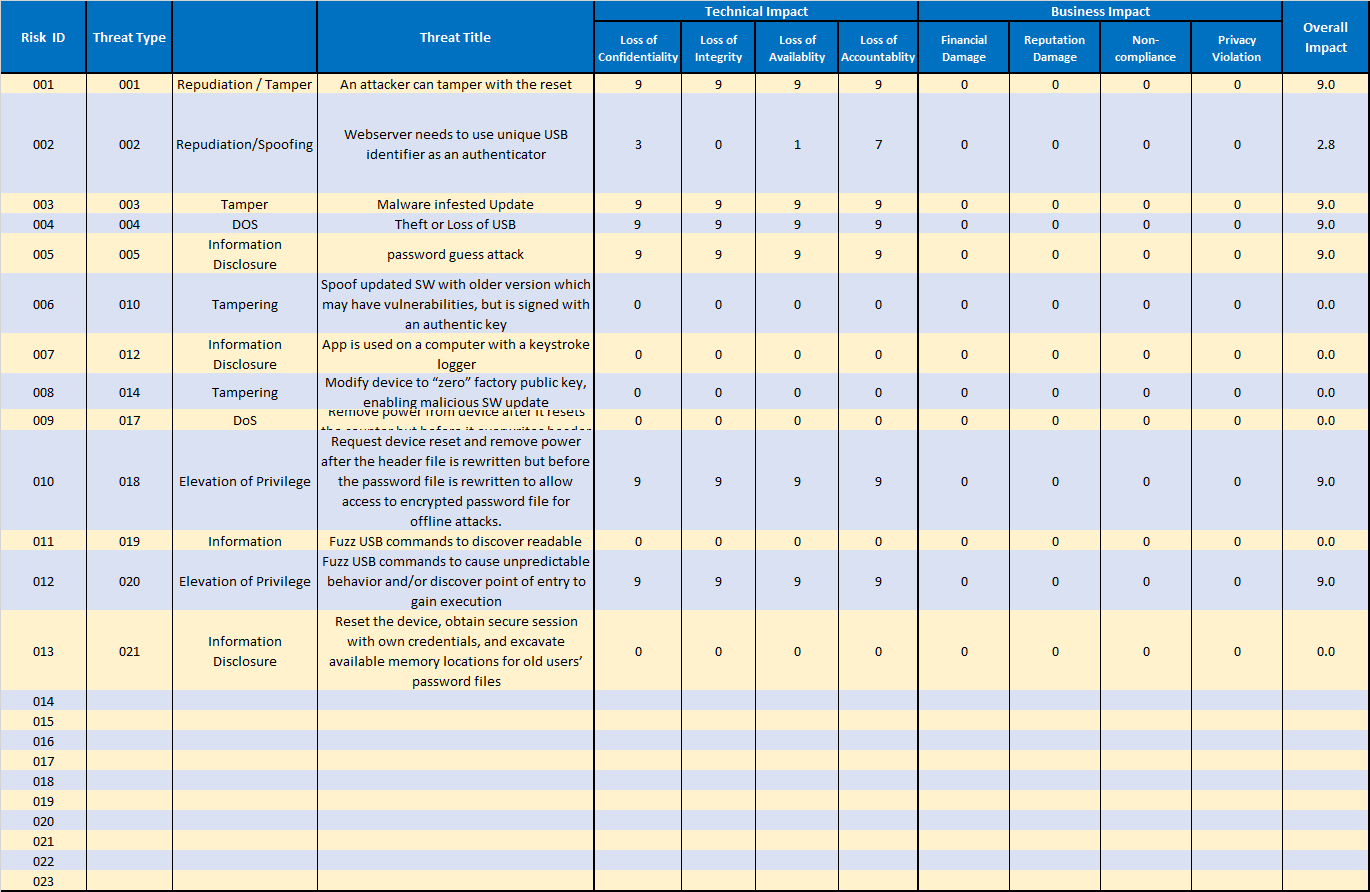 Technical Impact Business Impact
Risk ID Threat Type Threat Title Loss of Confidentiality Loss of Integrity Loss of Availablity Loss of Accountablity Financial Damage Reputation Damage Non-compliance Privacy Violation Overall Impact
001 001 Repudiation / Tamper An attacker can tamper with the reset 9 9 9 9 0 0 0 0 9.0
002 002 Repudiation/Spoofing Webserver needs to use unique USB identifier as an authenticator 3 0 1 7 0 0 0 0 2.8
003 003 Tamper Malware infested Update 9 9 9 9 0 0 0 0 9.0
004 004 DOS Theft or Loss of USB 9 9 9 9 0 0 0 0 9.0
005 005 Information Disclosure password guess attack 9 9 9 9 0 0 0 0 9.0
006 010 Tampering Spoof updated SW with older version which may have vulnerabilities, but is signed with an authentic key 0 0 0 0 0 0 0 0 0.0
007 012 Information Disclosure App is used on a computer with a keystroke logger 0 0 0 0 0 0 0 0 0.0
008 014 Tampering Modify device to “zero” factory public key, enabling malicious SW update 0 0 0 0 0 0 0 0 0.0
009 017 DoS Remove power from device after it resets the counter but before it overwrites header 0 0 0 0 0 0 0 0 0.0
010 018 Elevation of Privilege Request device reset and remove power after the header file is rewritten but before the password file is rewritten to allow access to encrypted password file for offline attacks. 9 9 9 9 0 0 0 0 9.0
011 019 Information Fuzz USB commands to discover readable 0 0 0 0 0 0 0 0 0.0
012 020 Elevation of Privilege Fuzz USB commands to cause unpredictable behavior and/or discover point of entry to gain execution 9 9 9 9 0 0 0 0 9.0
013 021 Information Disclosure Reset the device, obtain secure session with own credentials, and excavate available memory locations for old users’ password files 0 0 0 0 0 0 0 0 0.0
014
015
016
017
018
019
020
021
022
023